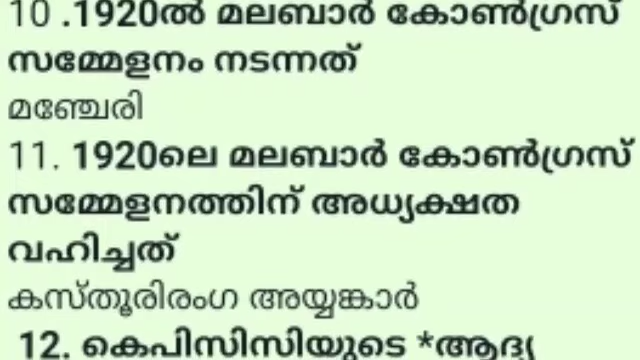 10 .1920ൽ മലബാർ കോൺഗ്രസ്
സമ്മേളനം നടന്നത്
മഞ്ചേരി
11. 1920ലെ മലബാർ കോൺഗ്രസ്
സമ്മേളനത്തിന് അധ്യക്ഷത
വഹിച്ചത്
കസ്തൂരിരംഗ അയ്യങ്കാർ
12. കെപിസിസിയുടെ *ആദ്യ